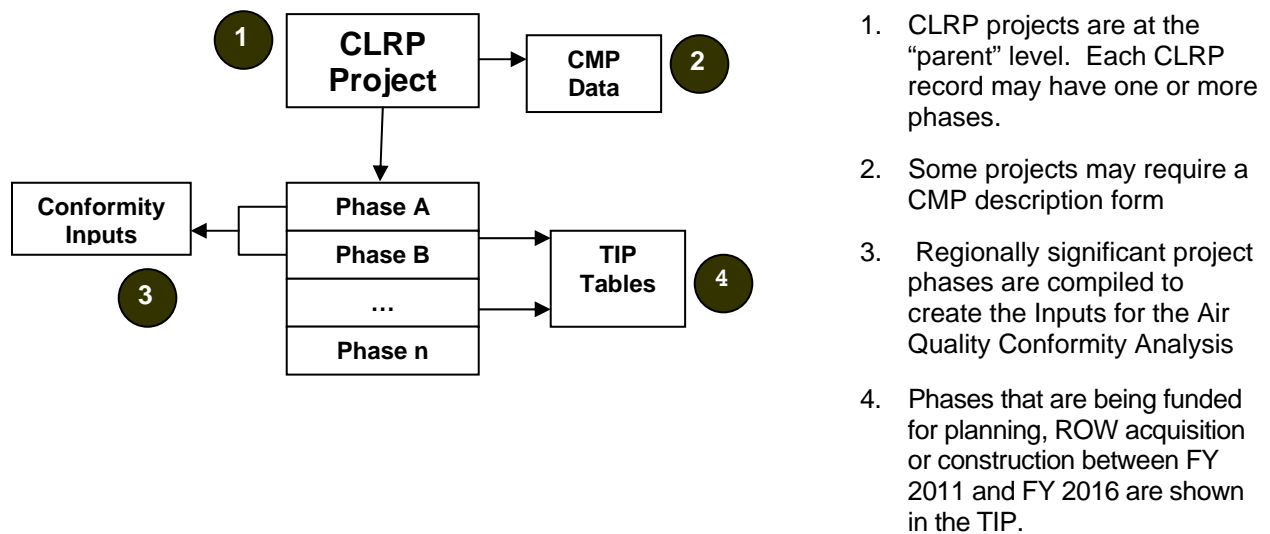 1
CLRP
Project
CMP
Data
2
Conformity
Inputs
3
Phase A
Phase B
…
Phase n
TIP
Tables
4
1. CLRP projects are at the
“parent” level. Each CLRP
record may have one or more
phases.
2. Some projects may require a
CMP description form
3. Regionally significant project
phases are compiled to
create the Inputs for the Air
Quality Conformity Analysis
4. Phases that are being funded
for planning, ROW acquisition
or construction between FY
2011 and FY 2016 are shown
in the TIP.